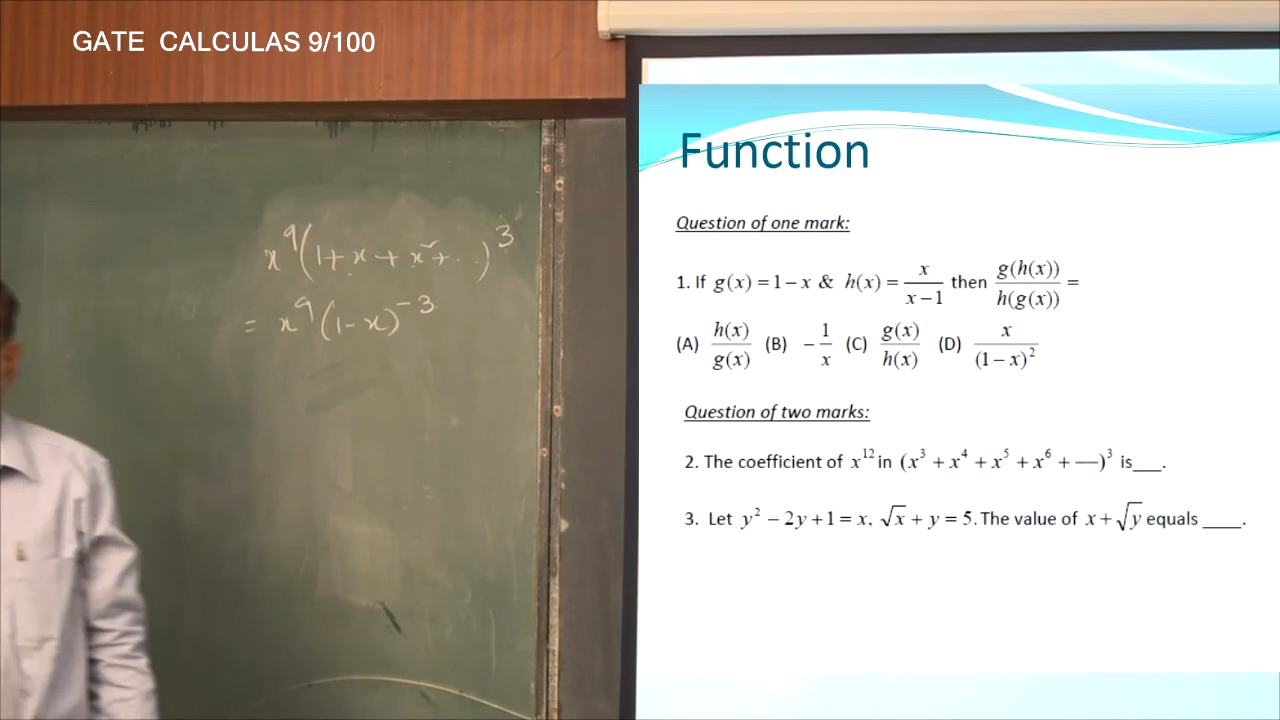 GATE CALCULAS 9/100
x⁹(1+x+x²+..)³
= x⁹(1-x)⁻³
Function
Question of one mark:
1. If g(x) = 1 − x & h(x) = x/(x−1) then g(h(x))/h(g(x)) =
(A) h(x)/g(x) (B) −1/x (C) g(x)/h(x) (D) x/(1−x)²
Question of two marks:
2. The coefficient of x¹² in (x³ + x⁴ + x⁵ + x⁶ + —)³ is___.
3. Let y² − 2y + 1 = x, √x + y = 5. The value of x + √y equals ____.